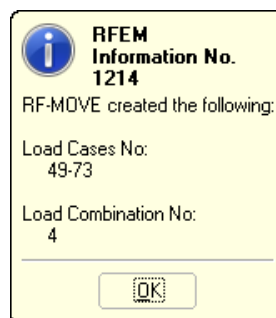 RFEM
Information No.
1214
RF-MOVE created the following:
Load Cases No:
49-73
Load Combination No:
4
OK